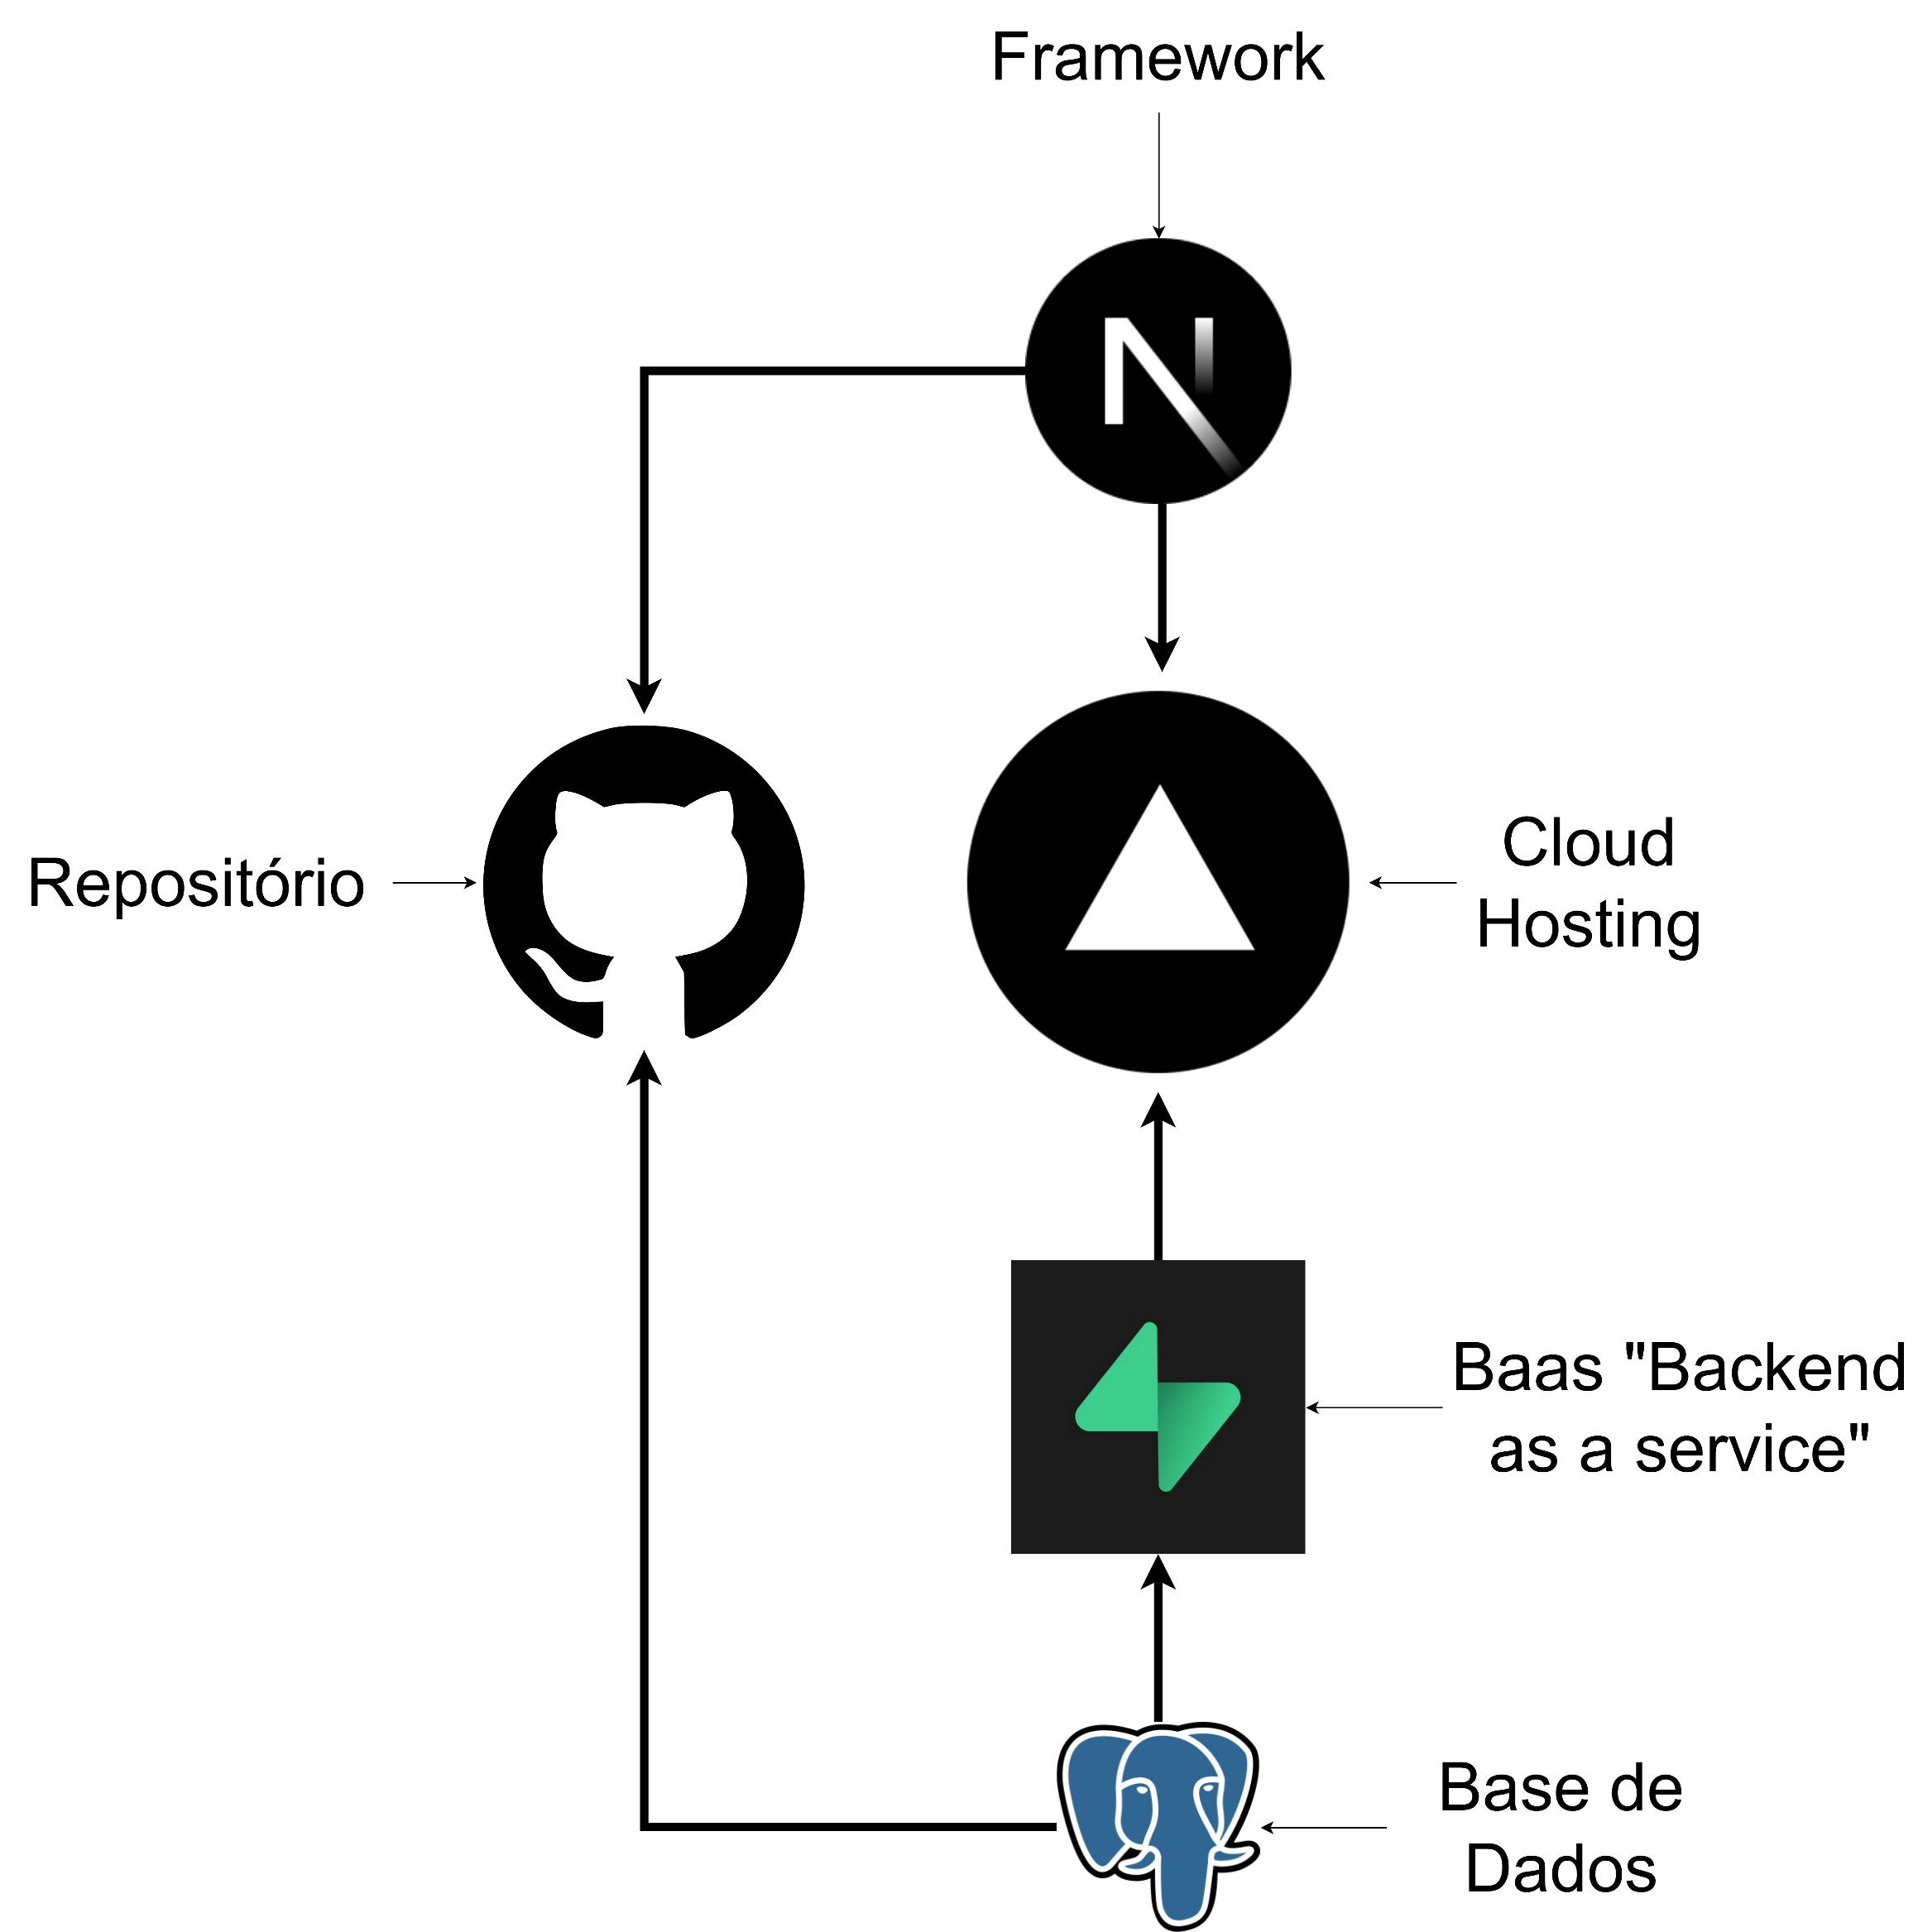 Framework
Repositório
Cloud
Hosting
Baas "Backend
as a service"
Base de
Dados